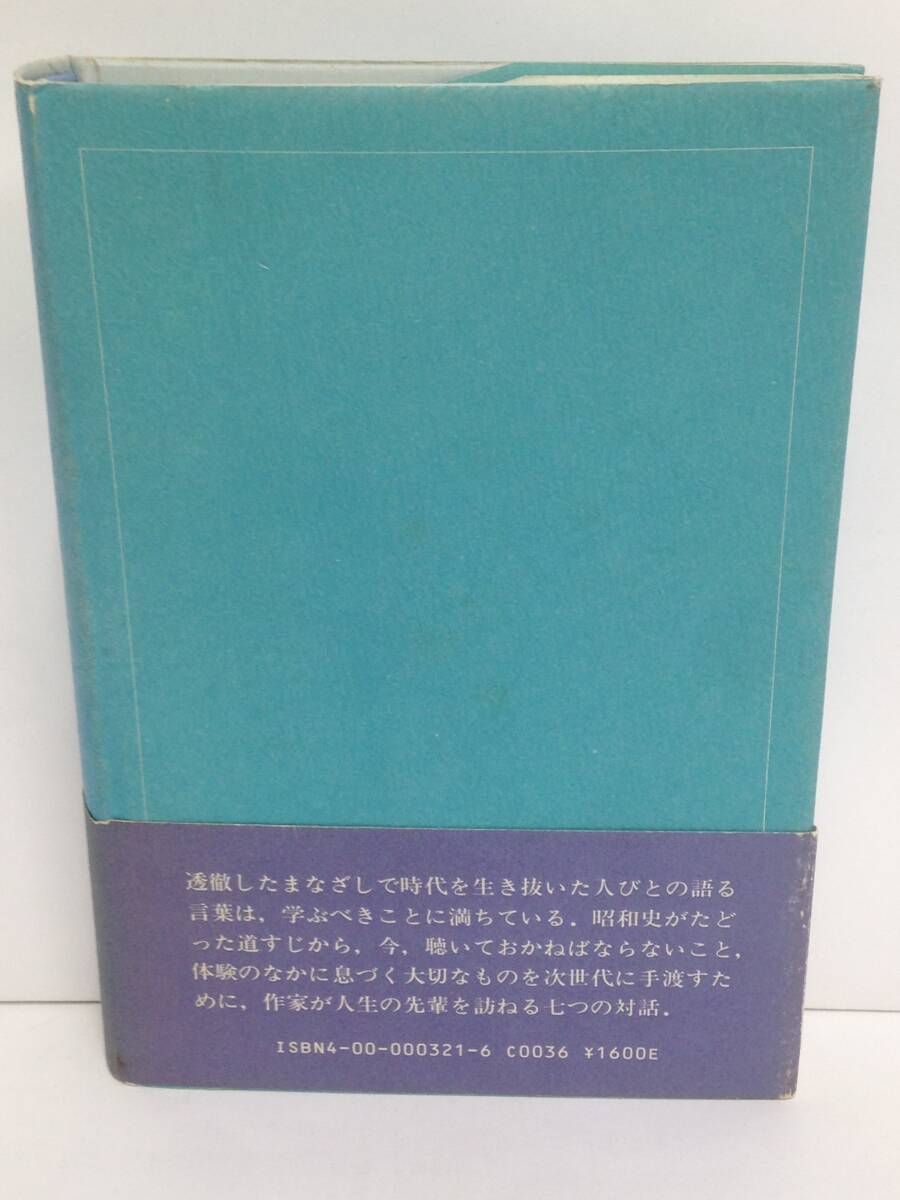 透徹したまなざしで時代を生き抜いた人びとの語る
言葉は，学ぶべきことに満ちている．昭和史がたど
った道すじから，今，聴いておかねばならないこと，
体験のなかに息づく大切なものを次世代に手渡すた
めに，作家が人生の先輩を訪ねる七つの対話．
ISBN4-00-000321-6 C0036 ¥1600E